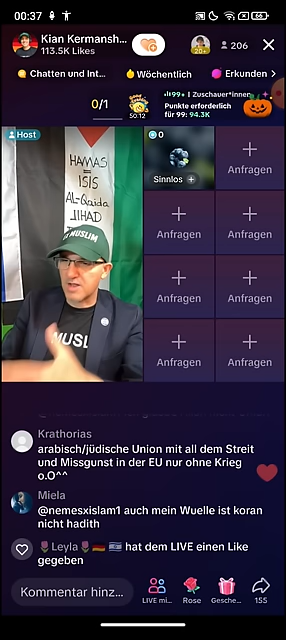 00:37
66
Kian Kermansh...
113.5K Likes
20+
206
Chatten und Int...
Wöchentlich
Erkunden
0/1
50:12
99+ Zuschauer*innen
Punkte erforderlich
für 99: 94.3K
Host
HAMAS
=
ISIS
AL-Qaida
JIHAD
MUSLIM
MUSL
0
Sinnlos +
Anfragen
Anfragen
Anfragen
Anfragen
Anfragen
Anfragen
Anfragen
Krathorias
arabisch/jüdische Union mit all dem Streit
und Missgunst in der EU nur ohne Krieg
o.O^^
Miela
@nemesxislam1 auch mein Wuelle ist koran
nicht hadith
🌷Leyla🌷🇩🇪 🇮🇱 hat dem LIVE einen Like
gegeben
Kommentar hinz...
LIVE mi...
Rose
Gesche...
155